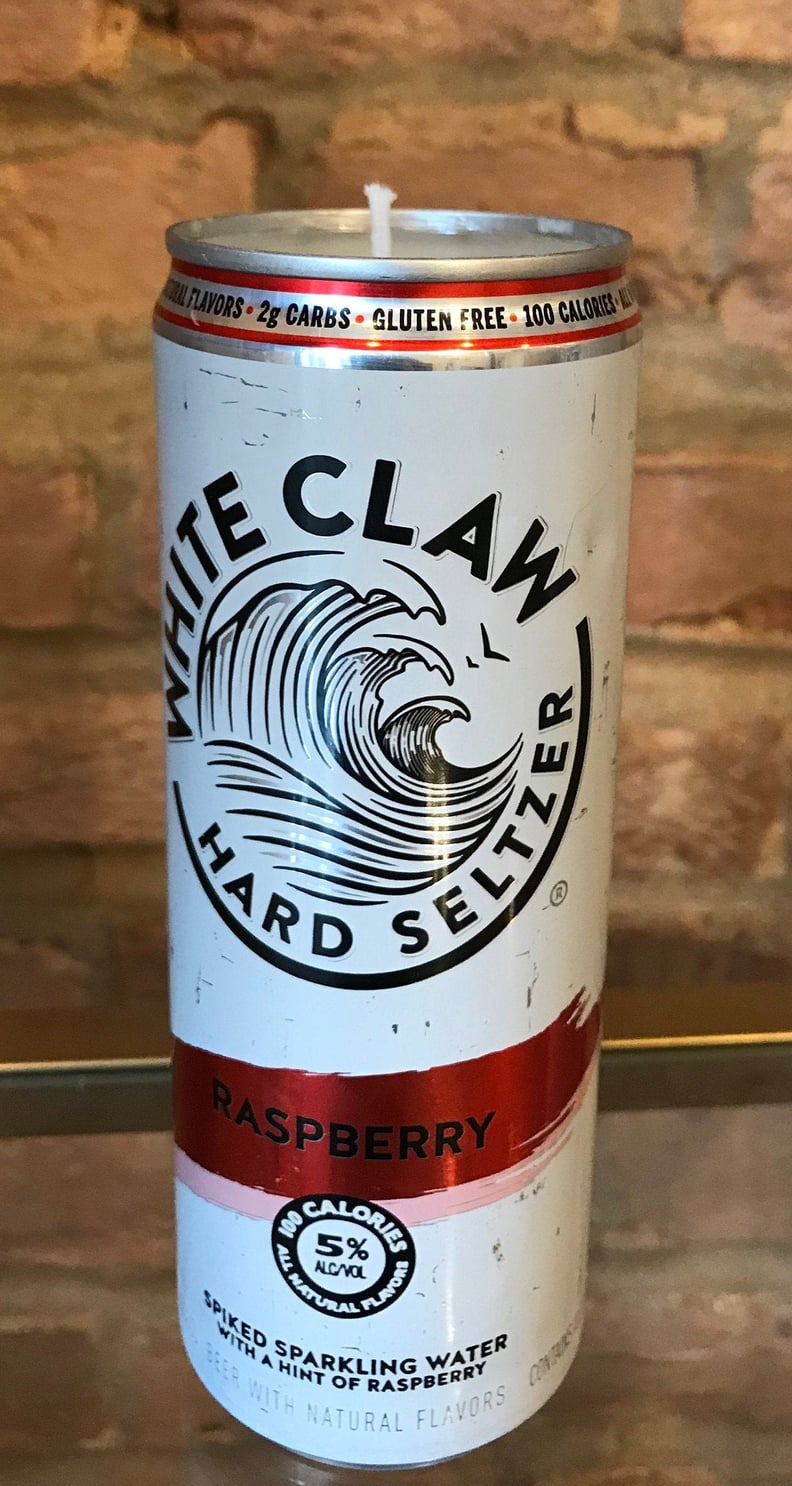 FLAVORS • 2g CARBS • GLUTEN FREE • 100 CALORIES •
WHITE CLAW
HARD SELTZER
®
RASPBERRY
100 CALORIES
5%
ALC/VOL
ALL NATURAL FLAVORS
SPIKED SPARKLING WATER
WITH A HINT OF RASPBERRY
BEER WITH NATURAL FLAVORS
CONTAINS